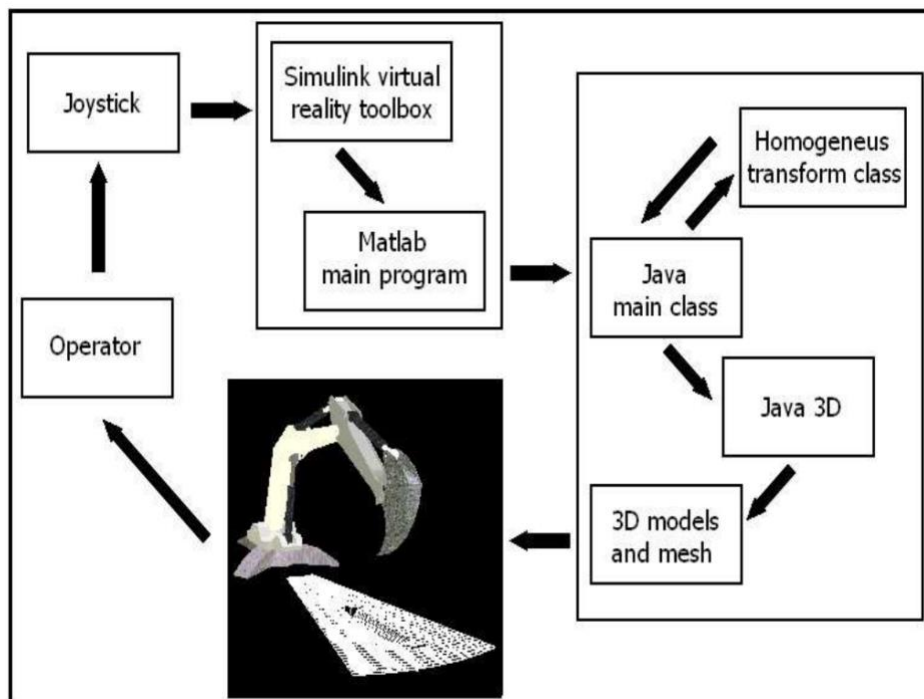 Joystick
Simulink virtual
reality toolbox
Matlab
main program
Homogeneus
transform class
Java
main class
Java 3D
3D models
and mesh
Operator